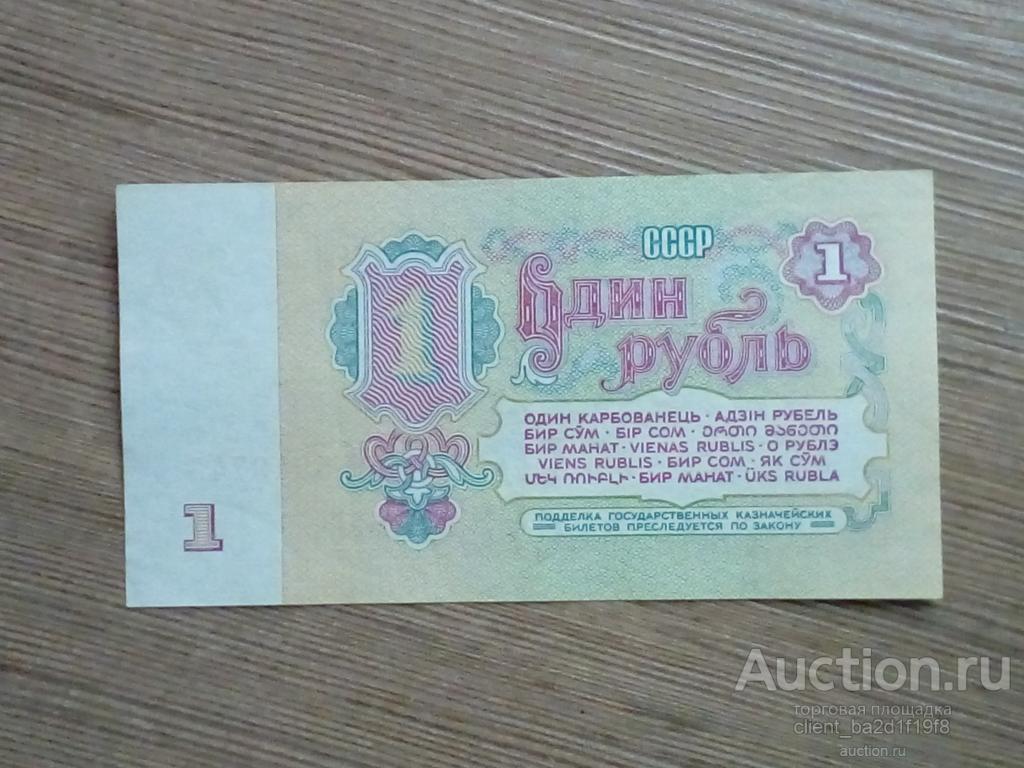 СССР
1
1
Один
рубль
ОДИН КАРБОВАНЕЦЬ · АДЗІН РУБЕЛЬ
БИР СЎМ · БІР СОМ · ᲔᲠᲗᲘ ᲛᲐᲜᲔᲗᲘ
БИР МАНАТ · VIENAS RUBLIS · О РУБЛЭ
VIENS RUBLIS · БИР СОМ · ЯК СЎМ
ՄԵԿ ՌՈՒԲԼԻ · БИР МАНАТ · ÜKS RUBLA
ПОДДЕЛКА ГОСУДАРСТВЕННЫХ КАЗНАЧЕЙСКИХ
БИЛЕТОВ ПРЕСЛЕДУЕТСЯ ПО ЗАКОНУ
1
Auction.ru
торговая площадка
client_ba2d1f19f8
auction.ru